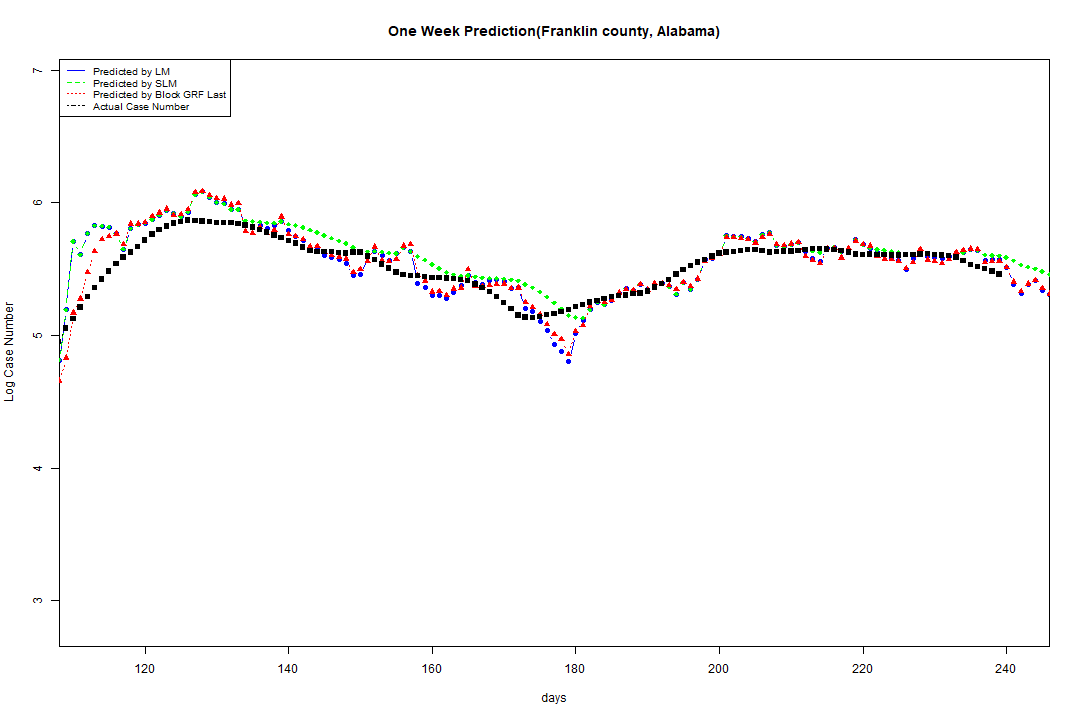 One Week Prediction(Franklin county, Alabama)
Predicted by LM
Predicted by SLM
Predicted by Block GRF Last
Actual Case Number
Log Case Number
7
6
5
4
3
120 140 160 180 200 220 240
days